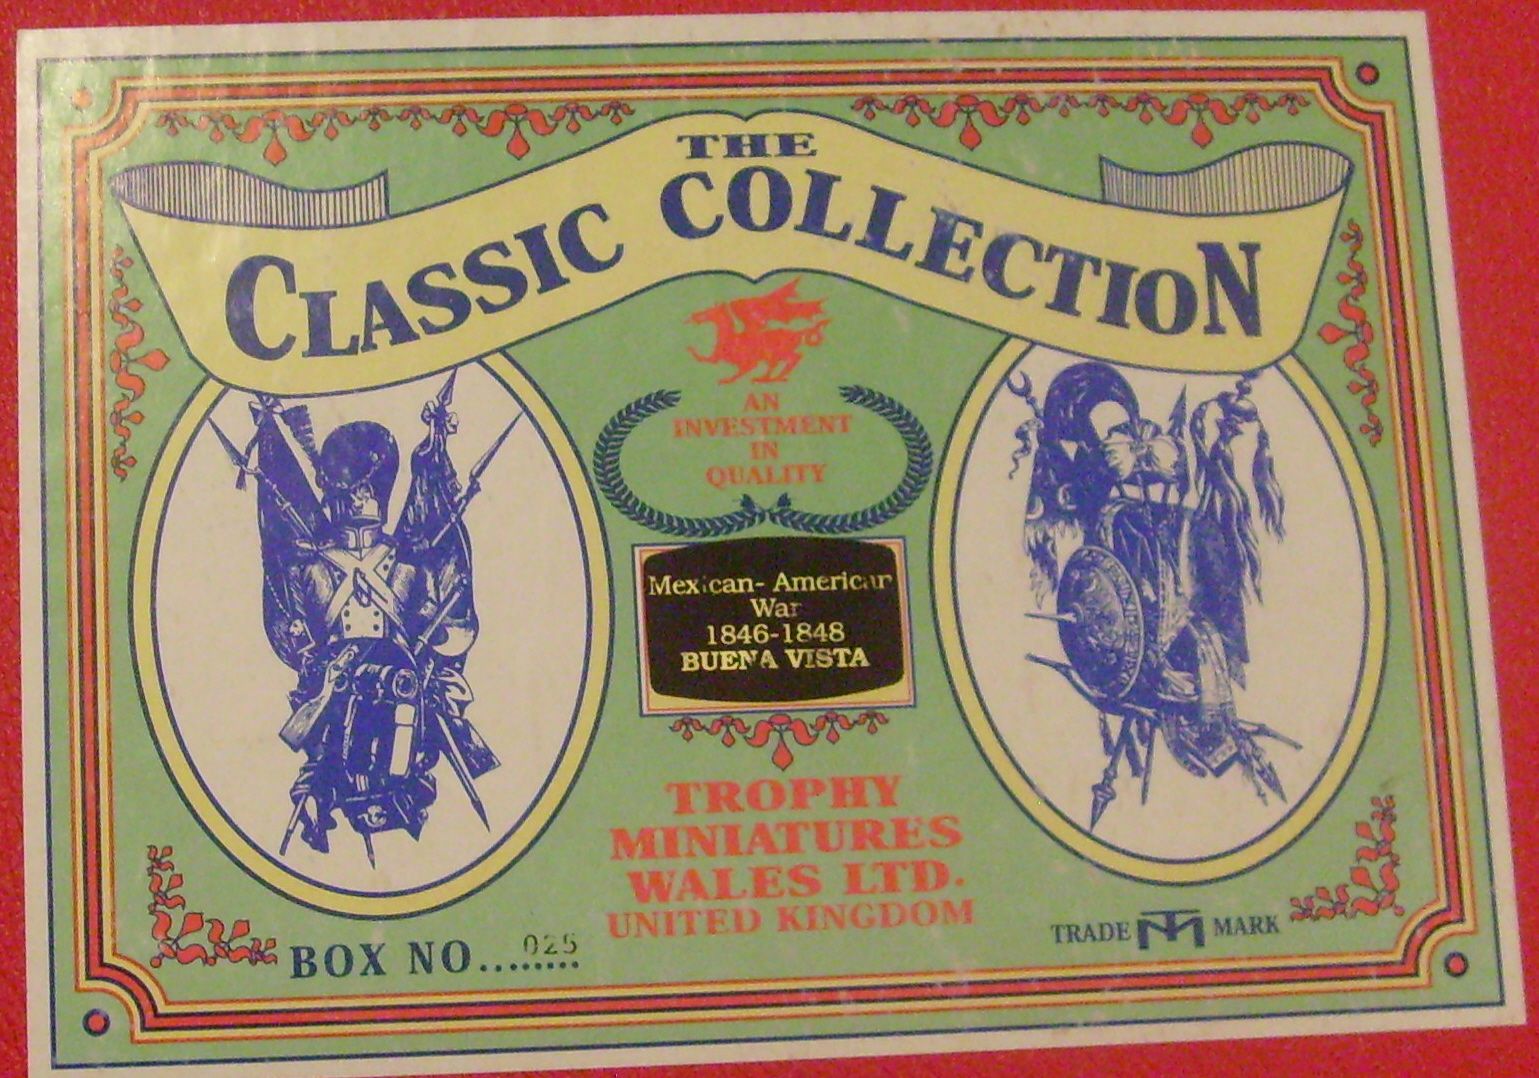 THE
CLASSIC COLLECTION
AN
INVESTMENT
IN
QUALITY
Mexican- American
War
1846-1848
BUENA VISTA
TROPHY
MINIATURES
WALES LTD.
UNITED KINGDOM
BOX NO........ 025
TRADE TM MARK